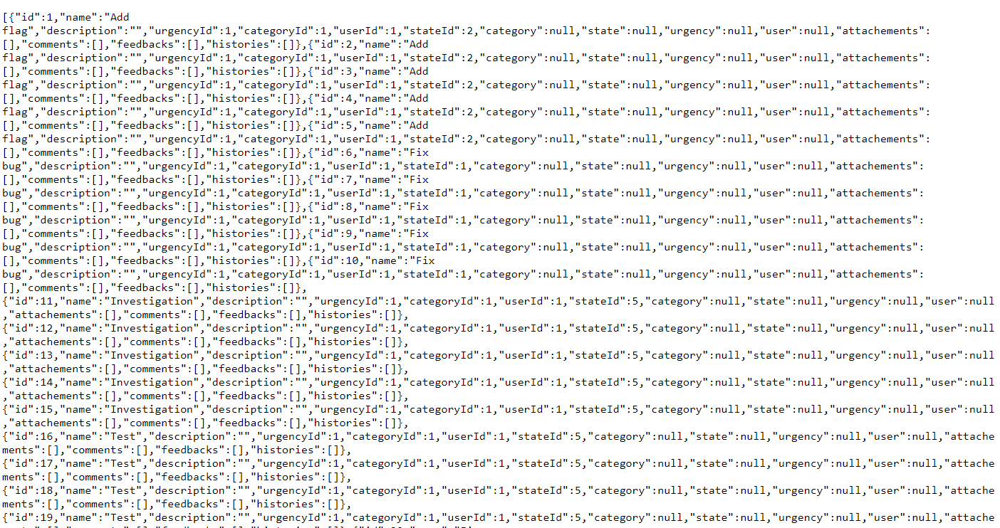 [{"id":1,"name":"Add
flag","description":"","urgencyId":1,"categoryId":1,"userId":1,"stateId":2,"category":null,"state":null,"urgency":null,"user":null,"attachements":
[],"comments":[],"feedbacks":[],"histories":[]},{"id":2,"name":"Add
flag","description":"","urgencyId":1,"categoryId":1,"userId":1,"stateId":2,"category":null,"state":null,"urgency":null,"user":null,"attachements":
[],"comments":[],"feedbacks":[],"histories":[]},{"id":3,"name":"Add
flag","description":"","urgencyId":1,"categoryId":1,"userId":1,"stateId":2,"category":null,"state":null,"urgency":null,"user":null,"attachements":
[],"comments":[],"feedbacks":[],"histories":[]},{"id":4,"name":"Add
flag","description":"","urgencyId":1,"categoryId":1,"userId":1,"stateId":2,"category":null,"state":null,"urgency":null,"user":null,"attachements":
[],"comments":[],"feedbacks":[],"histories":[]},{"id":5,"name":"Add
flag","description":"","urgencyId":1,"categoryId":1,"userId":1,"stateId":2,"category":null,"state":null,"urgency":null,"user":null,"attachements":
[],"comments":[],"feedbacks":[],"histories":[]},{"id":6,"name":"Fix
bug","description":"","urgencyId":1,"categoryId":1,"userId":1,"stateId":1,"category":null,"state":null,"urgency":null,"user":null,"attachements":
[],"comments":[],"feedbacks":[],"histories":[]},{"id":7,"name":"Fix
bug","description":"","urgencyId":1,"categoryId":1,"userId":1,"stateId":1,"category":null,"state":null,"urgency":null,"user":null,"attachements":
[],"comments":[],"feedbacks":[],"histories":[]},{"id":8,"name":"Fix
bug","description":"","urgencyId":1,"categoryId":1,"userId":1,"stateId":1,"category":null,"state":null,"urgency":null,"user":null,"attachements":
[],"comments":[],"feedbacks":[],"histories":[]},{"id":9,"name":"Fix
bug","description":"","urgencyId":1,"categoryId":1,"userId":1,"stateId":1,"category":null,"state":null,"urgency":null,"user":null,"attachements":
[],"comments":[],"feedbacks":[],"histories":[]},{"id":10,"name":"Fix
bug","description":"","urgencyId":1,"categoryId":1,"userId":1,"stateId":1,"category":null,"state":null,"urgency":null,"user":null,"attachements":
[],"comments":[],"feedbacks":[],"histories":[]},
{"id":11,"name":"Investigation","description":"","urgencyId":1,"categoryId":1,"userId":1,"stateId":5,"category":null,"state":null,"urgency":null,"user":null
,"attachements":[],"comments":[],"feedbacks":[],"histories":[]},
{"id":12,"name":"Investigation","description":"","urgencyId":1,"categoryId":1,"userId":1,"stateId":5,"category":null,"state":null,"urgency":null,"user":null
,"attachements":[],"comments":[],"feedbacks":[],"histories":[]},
{"id":13,"name":"Investigation","description":"","urgencyId":1,"categoryId":1,"userId":1,"stateId":5,"category":null,"state":null,"urgency":null,"user":null
,"attachements":[],"comments":[],"feedbacks":[],"histories":[]},
{"id":14,"name":"Investigation","description":"","urgencyId":1,"categoryId":1,"userId":1,"stateId":5,"category":null,"state":null,"urgency":null,"user":null
,"attachements":[],"comments":[],"feedbacks":[],"histories":[]},
{"id":15,"name":"Investigation","description":"","urgencyId":1,"categoryId":1,"userId":1,"stateId":5,"category":null,"state":null,"urgency":null,"user":null
,"attachements":[],"comments":[],"feedbacks":[],"histories":[]},
{"id":16,"name":"Test","description":"","urgencyId":1,"categoryId":1,"userId":1,"stateId":5,"category":null,"state":null,"urgency":null,"user":null,"attache
ments":[],"comments":[],"feedbacks":[],"histories":[]},
{"id":17,"name":"Test","description":"","urgencyId":1,"categoryId":1,"userId":1,"stateId":5,"category":null,"state":null,"urgency":null,"user":null,"attache
ments":[],"comments":[],"feedbacks":[],"histories":[]},
{"id":18,"name":"Test","description":"","urgencyId":1,"categoryId":1,"userId":1,"stateId":5,"category":null,"state":null,"urgency":null,"user":null,"attache
ments":[],"comments":[],"feedbacks":[],"histories":[]},
{"id":19,"name":"Test","description":"","urgencyId":1,"categoryId":1,"userId":1,"stateId":5,"category":null,"state":null,"urgency":null,"user":null,"attache